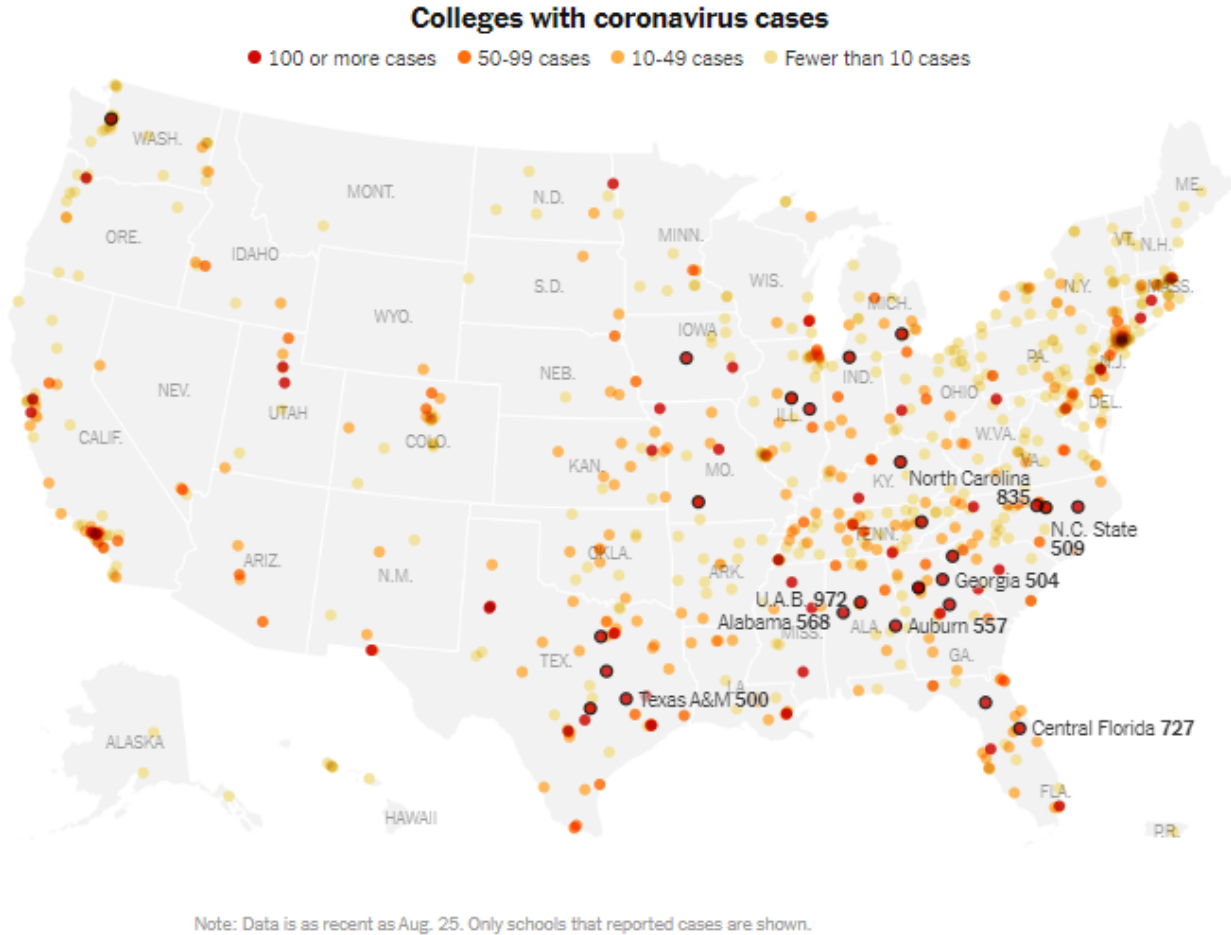 Colleges with coronavirus cases
100 or more cases 50-99 cases 10-49 cases Fewer than 10 cases
WASH.
MONT.
N.D.
MINN.
ME.
ORE.
IDAHO
WYO.
S.D.
WIS.
MICH.
N.Y.
VT.
N.H.
MASS.
IOWA
NEB.
NEV.
UTAH
COLO.
CALIF.
ILL.
IND.
OHIO
PA.
N.J.
DEL.
W.VA.
VA.
KAN.
MO.
KY.
North Carolina
835
N.C. State
509
TENN.
ARIZ.
N.M.
OKLA.
ARK.
Georgia 504
U.A.B. 972
Alabama 568
MISS.
ALA.
Auburn 557
GA.
TEX.
LA.
Texas A&M 500
Central Florida 727
FLA.
ALASKA
HAWAII
P.R.
Note: Data is as recent as Aug. 25. Only schools that reported cases are shown.